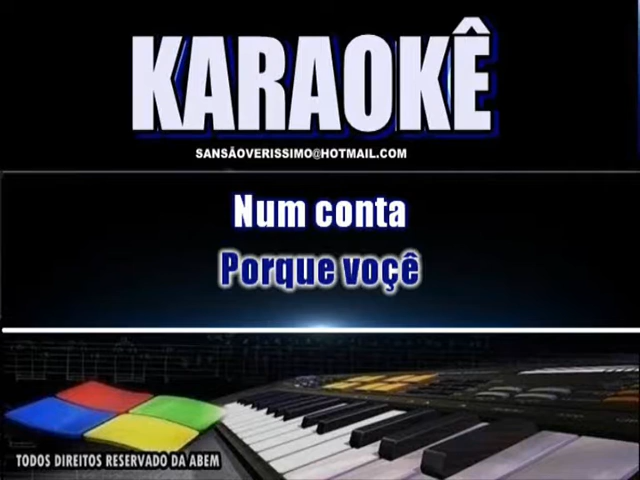 KARAOKÊ
SANSÃOVERISSIMO@HOTMAIL.COM
Num conta
Porque voçê
TODOS DIREITOS RESERVADO DA ABEM